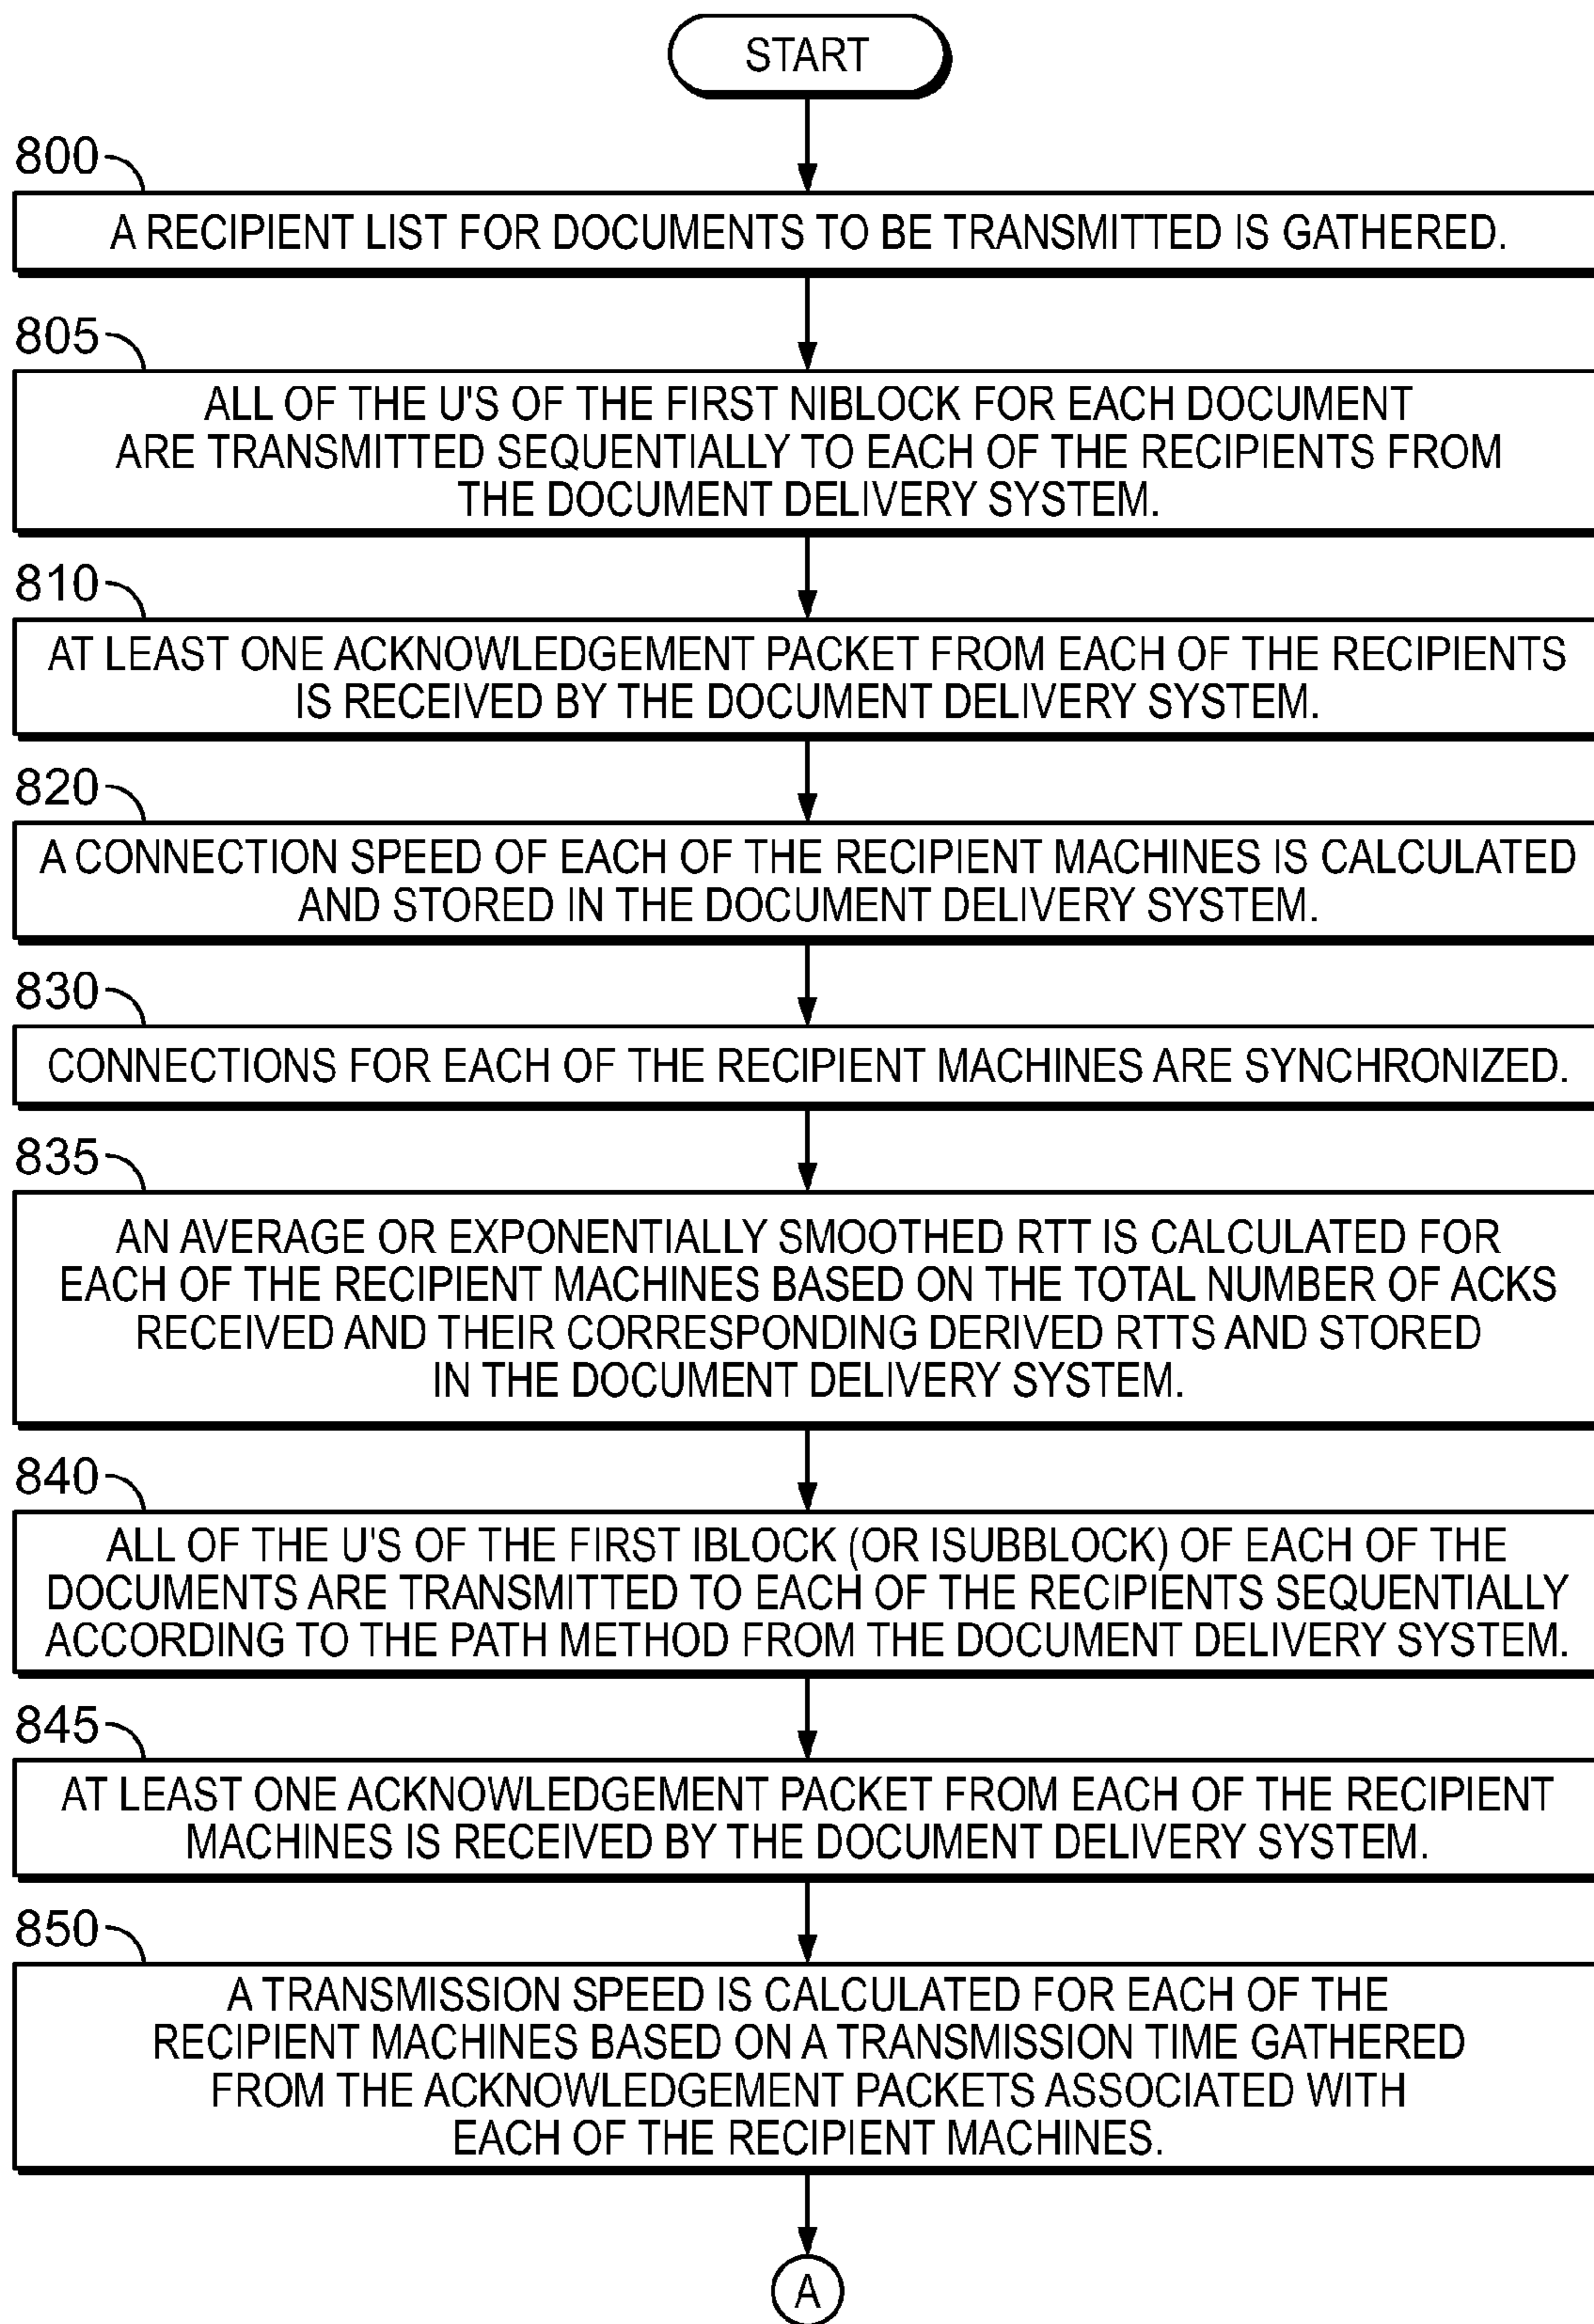 START
800
A RECIPIENT LIST FOR DOCUMENTS TO BE TRANSMITTED IS GATHERED.
805
ALL OF THE U'S OF THE FIRST NIBLOCK FOR EACH DOCUMENT
ARE TRANSMITTED SEQUENTIALLY TO EACH OF THE RECIPIENTS FROM
THE DOCUMENT DELIVERY SYSTEM.
810
AT LEAST ONE ACKNOWLEDGEMENT PACKET FROM EACH OF THE RECIPIENTS
IS RECEIVED BY THE DOCUMENT DELIVERY SYSTEM.
820
A CONNECTION SPEED OF EACH OF THE RECIPIENT MACHINES IS CALCULATED
AND STORED IN THE DOCUMENT DELIVERY SYSTEM.
830
CONNECTIONS FOR EACH OF THE RECIPIENT MACHINES ARE SYNCHRONIZED.
835
AN AVERAGE OR EXPONENTIALLY SMOOTHED RTT IS CALCULATED FOR
EACH OF THE RECIPIENT MACHINES BASED ON THE TOTAL NUMBER OF ACKS
RECEIVED AND THEIR CORRESPONDING DERIVED RTTS AND STORED
IN THE DOCUMENT DELIVERY SYSTEM.
840
ALL OF THE U'S OF THE FIRST IBLOCK (OR ISUBBLOCK) OF EACH OF THE
DOCUMENTS ARE TRANSMITTED TO EACH OF THE RECIPIENTS SEQUENTIALLY
ACCORDING TO THE PATH METHOD FROM THE DOCUMENT DELIVERY SYSTEM.
845
AT LEAST ONE ACKNOWLEDGEMENT PACKET FROM EACH OF THE RECIPIENT
MACHINES IS RECEIVED BY THE DOCUMENT DELIVERY SYSTEM.
850
A TRANSMISSION SPEED IS CALCULATED FOR EACH OF THE
RECIPIENT MACHINES BASED ON A TRANSMISSION TIME GATHERED
FROM THE ACKNOWLEDGEMENT PACKETS ASSOCIATED WITH
EACH OF THE RECIPIENT MACHINES.
A